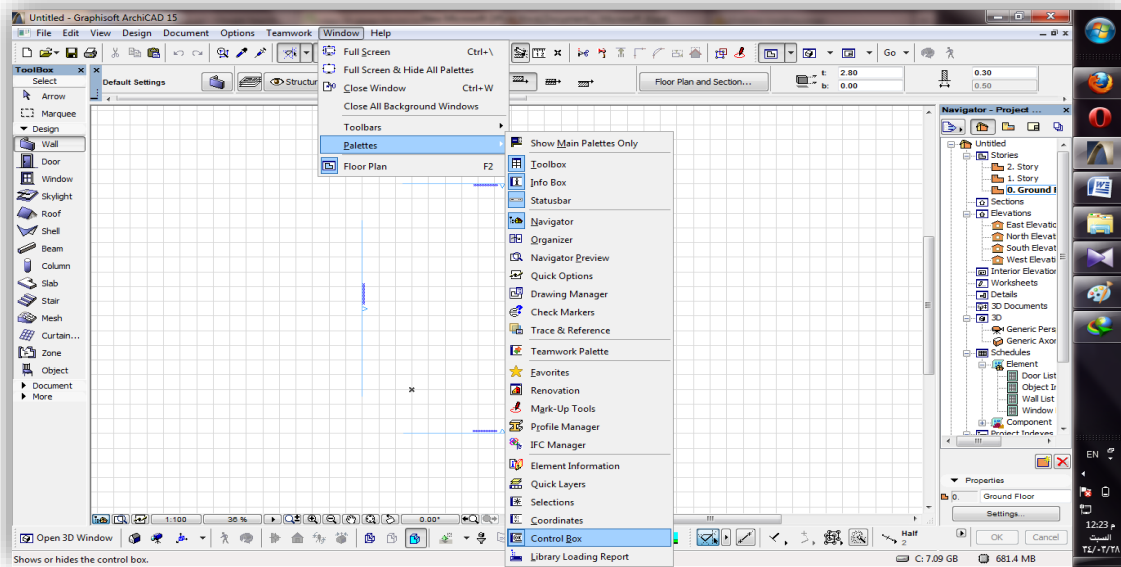 Untitled - Graphisoft ArchiCAD 15
File Edit View Design Document Options Teamwork Window Help
Go
ToolBox
Select
Arrow
Marquee
Design
Wall
Door
Window
Skylight
Roof
Shell
Beam
Column
Slab
Stair
Mesh
Curtain...
Zone
Object
Document
More
Default Settings
Structur
Floor Plan and Section...
t: 2.80
b: 0.00
0.30
0.50
Full Screen Ctrl+\
Full Screen & Hide All Palettes
Close Window Ctrl+W
Close All Background Windows
Toolbars
Palettes
Floor Plan F2
Show Main Palettes Only
Toolbox
Info Box
Statusbar
Navigator
Organizer
Navigator Preview
Quick Options
Drawing Manager
Check Markers
Trace & Reference
Teamwork Palette
Favorites
Renovation
Mark-Up Tools
Profile Manager
IFC Manager
Element Information
Quick Layers
Selections
Coordinates
Control Box
Library Loading Report
Navigator - Project ...
Untitled
Stories
2. Story
1. Story
0. Ground
Sections
Elevations
East Elevatic
North Elevat
South Elevat
West Elevati
Interior Elevation
Worksheets
Details
3D Documents
3D
Generic Pers
Generic Axor
Schedules
Element
Door List
Object In
Wall List
Window
Component
Project Indexes
Properties
0. Ground Floor
Settings...
1:100 36 % 0.00°
Open 3D Window
Half
2
OK Cancel
Shows or hides the control box.
C: 7.09 GB 681.4 MB
EN
12:23 م
السبت
٣٤/٠٣/٢٨